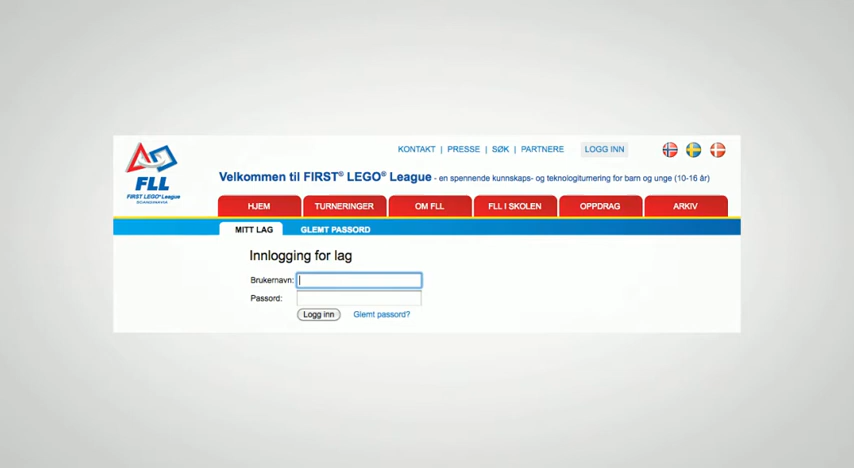 KONTAKT | PRESSE | SØK | PARTNERE LOGG INN
FLL
FIRST LEGO League
SCANDINAVIA
Velkommen til FIRST® LEGO® League - en spennende kunnskaps- og teknologiturnering for barn og unge (10-16 år)
HJEM TURNERINGER OM FLL FLL I SKOLEN OPPDRAG ARKIV
MITT LAG GLEMT PASSORD
Innlogging for lag
Brukernavn:
Passord:
Logg inn Glemt passord?